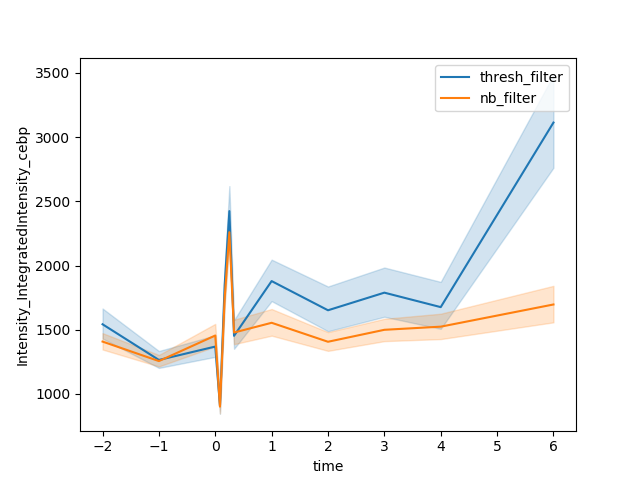 3500
3000
2500
2000
1500
1000
Intensity_IntegratedIntensity_cebp
thresh_filter
nb_filter
−2 −1 0 1 2 3 4 5 6
time